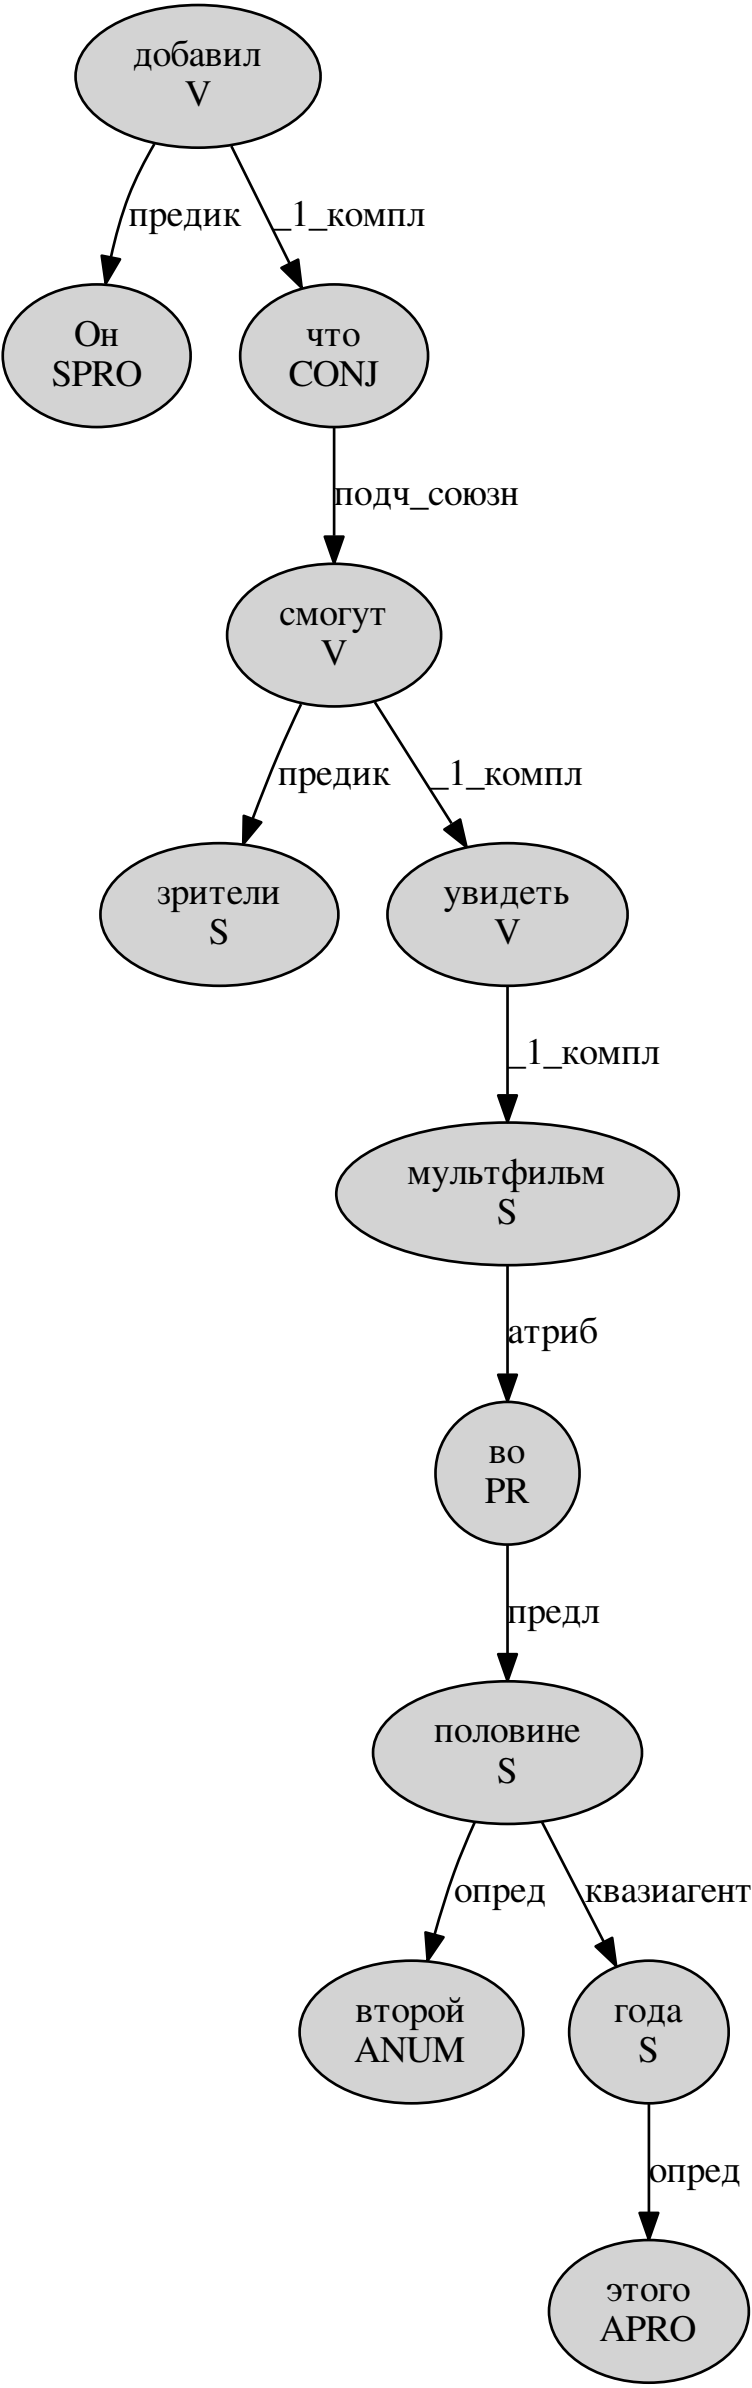 добавил
V
предик
_1_компл
Он
SPRO
что
CONJ
подч_союзн
смогут
V
предик
_1_компл
зрители
S
увидеть
V
_1_компл
мультфильм
S
атриб
во
PR
предл
половине
S
опред
квазиагент
второй
ANUM
года
S
опред
этого
APRO